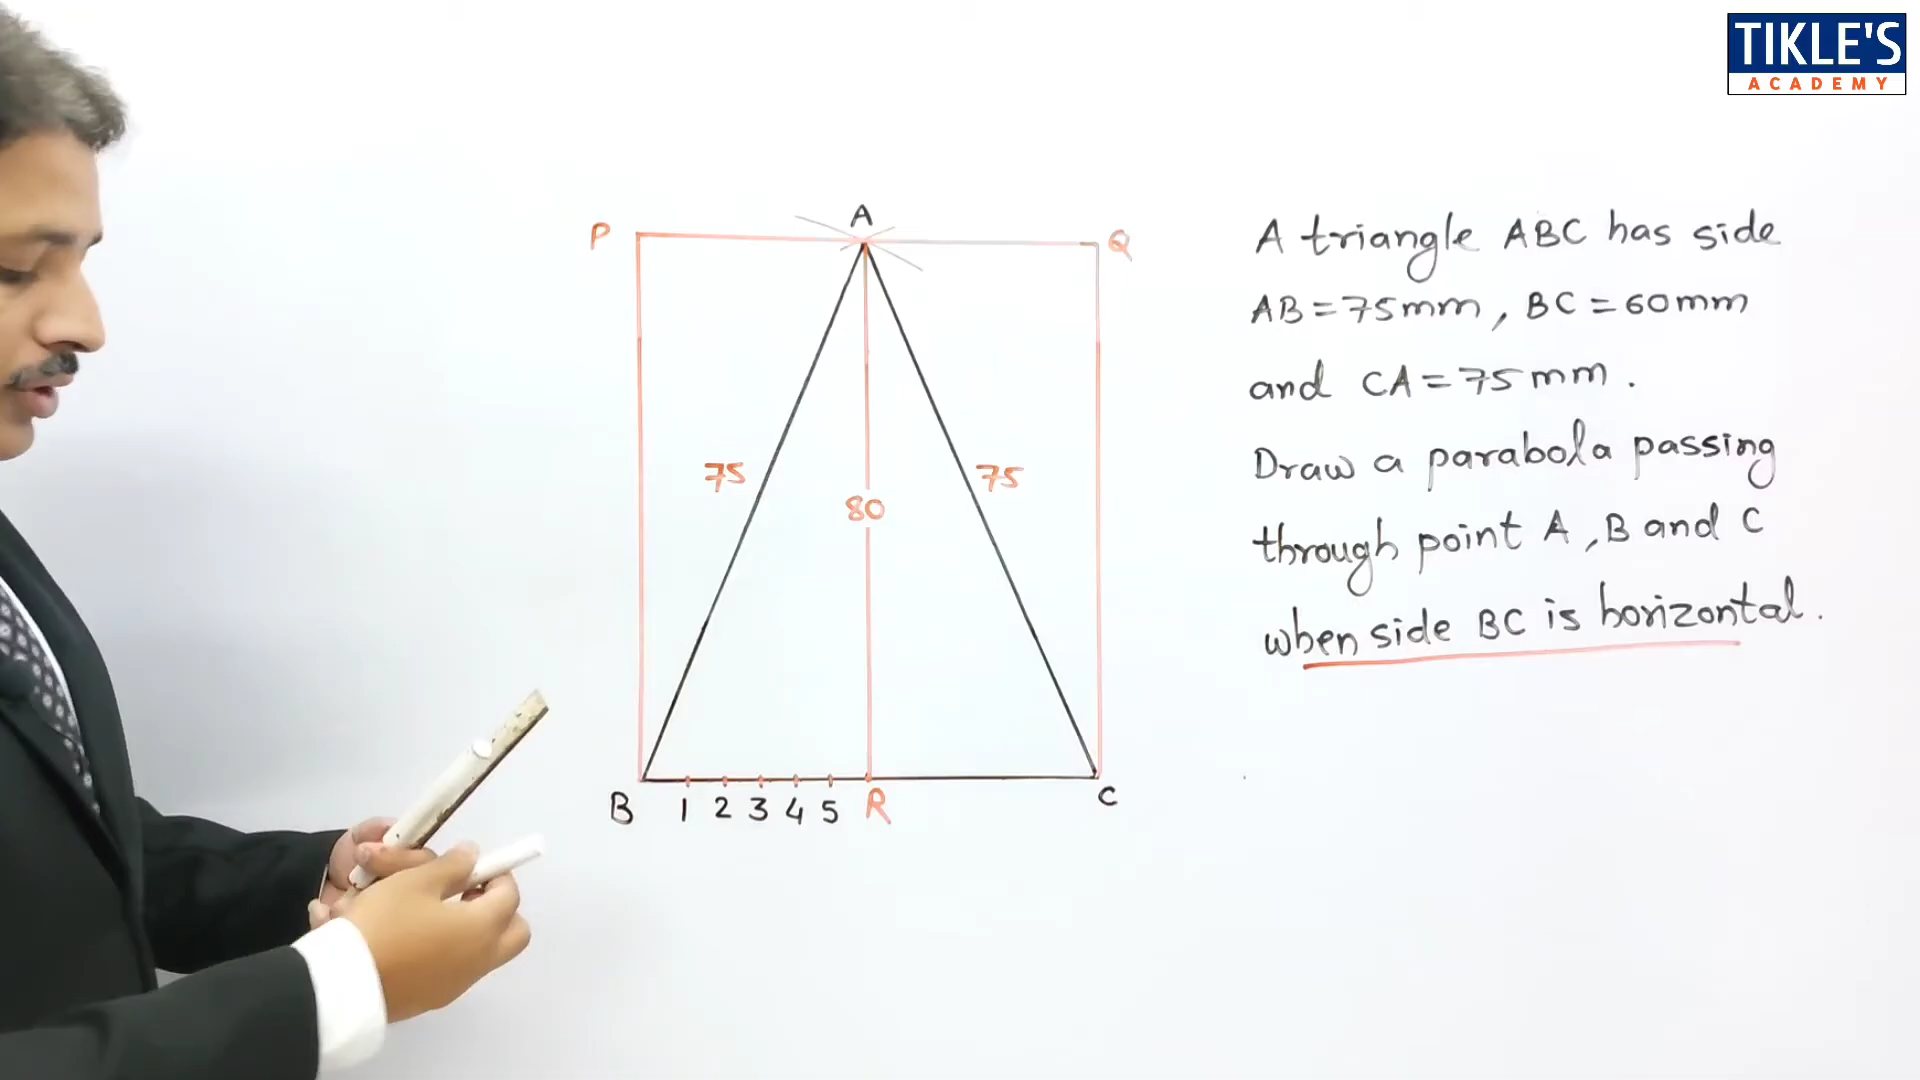 TIKLE'S
ACADEMY
A
P
Q
75
75
80
B
1 2 3 4 5
R
C
A triangle ABC has side
AB = 75mm, BC = 60mm
and CA = 75mm.
Draw a parabola passing
through point A, B and C
when side BC is horizontal.